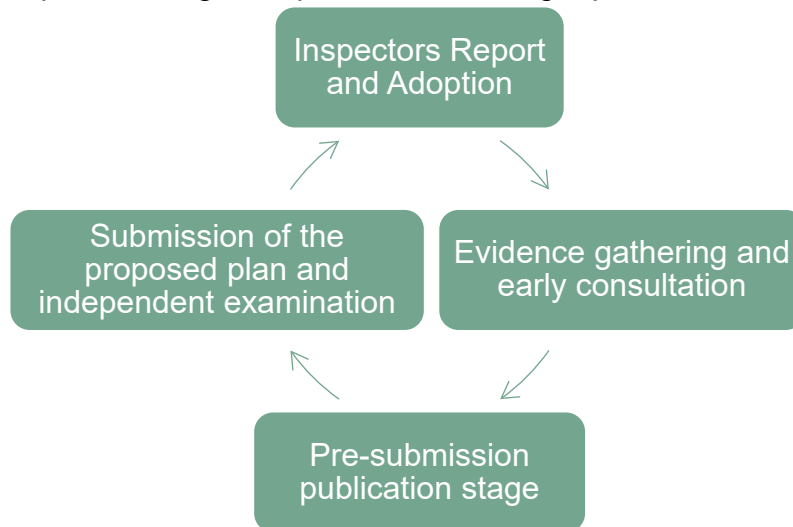 Inspectors Report
and Adoption
Submission of the
proposed plan and
independent examination
Evidence gathering and
early consultation
Pre-submission
publication stage